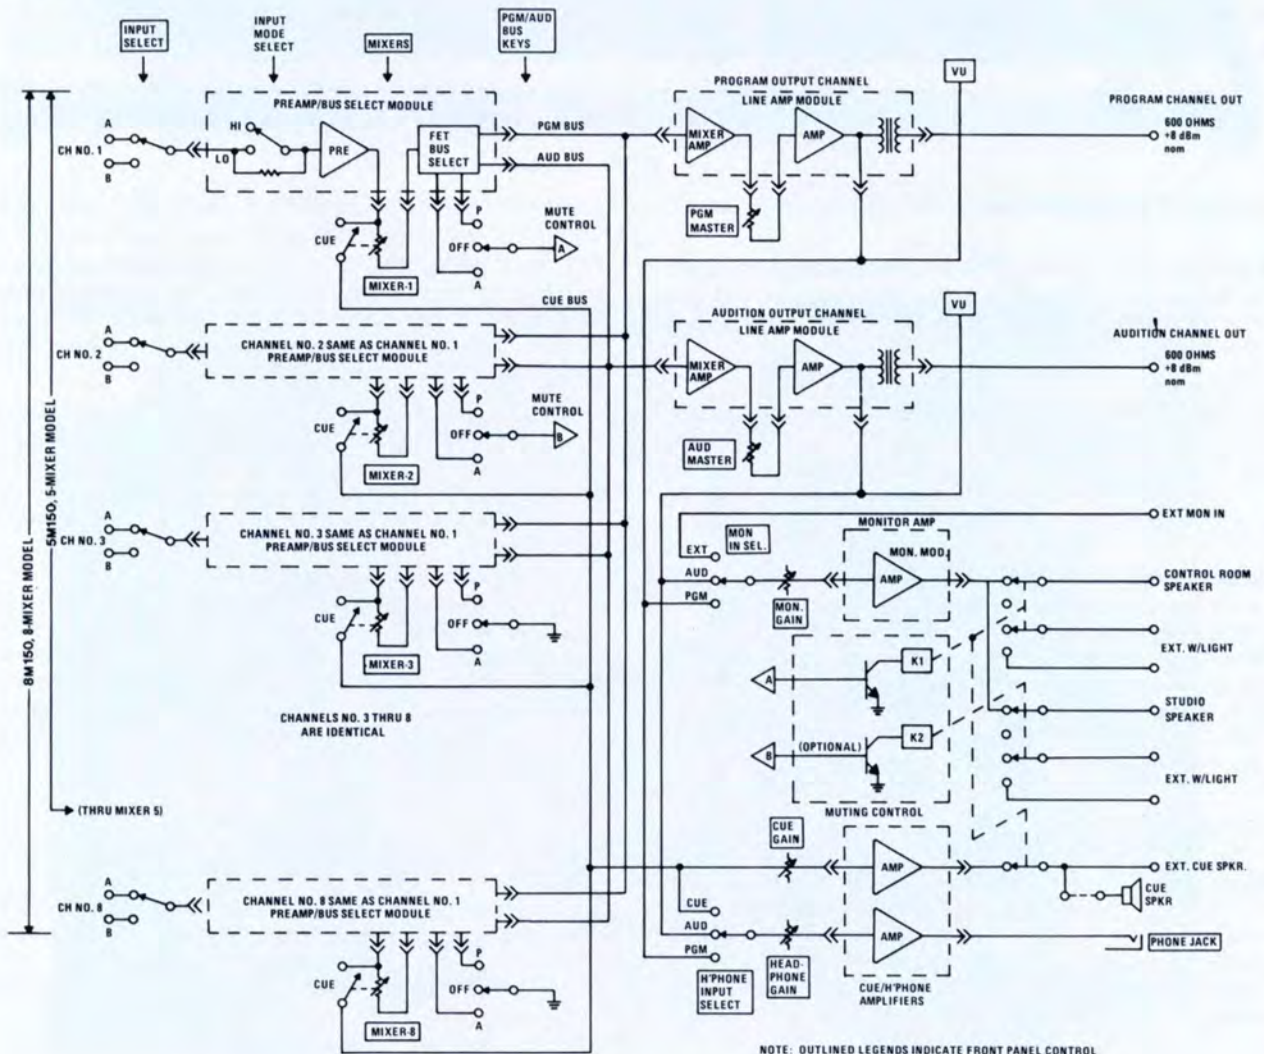 INPUT
SELECT
INPUT
MODE
SELECT
MIXERS
PGM/AUD
BUS
KEYS
PREAMP/BUS SELECT MODULE
A
CH NO. 1
B
HI
LO
PRE
FET
BUS
SELECT
PGM BUS
AUD BUS
CUE
MIXER-1
P
OFF
A
MUTE
CONTROL
A
CUE BUS
PROGRAM OUTPUT CHANNEL
LINE AMP MODULE
MIXER
AMP
AMP
PGM
MASTER
VU
PROGRAM CHANNEL OUT
600 OHMS
+8 dBm
nom
A
CH NO. 2
B
CHANNEL NO. 2 SAME AS CHANNEL NO. 1
PREAMP/BUS SELECT MODULE
CUE
MIXER-2
P
OFF
A
MUTE
CONTROL
B
AUDITION OUTPUT CHANNEL
LINE AMP MODULE
MIXER
AMP
AMP
AUD
MASTER
VU
AUDITION CHANNEL OUT
600 OHMS
+8 dBm
nom
8M150, 8-MIXER MODEL
5M150, 5-MIXER MODEL
A
CH NO. 3
B
CHANNEL NO. 3 SAME AS CHANNEL NO. 1
PREAMP/BUS SELECT MODULE
CUE
MIXER-3
P
OFF
A
CHANNELS NO. 3 THRU 8
ARE IDENTICAL
(THRU MIXER 5)
EXT MON IN
MON
IN SEL.
EXT
AUD
PGM
MON.
GAIN
MONITOR AMP
MON. MOD.
AMP
CONTROL ROOM
SPEAKER
EXT. W/LIGHT
STUDIO
SPEAKER
EXT. W/LIGHT
A
K1
B
(OPTIONAL)
K2
MUTING CONTROL
A
CH NO. 8
B
CHANNEL NO. 8 SAME AS CHANNEL NO. 1
PREAMP/BUS SELECT MODULE
CUE
MIXER-8
P
OFF
A
CUE
GAIN
AMP
EXT. CUE SPKR.
CUE
SPKR
CUE
AUD
PGM
H'PHONE
INPUT
SELECT
HEAD-
PHONE
GAIN
AMP
CUE/H'PHONE
AMPLIFIERS
PHONE JACK
NOTE: OUTLINED LEGENDS INDICATE FRONT PANEL CONTROL